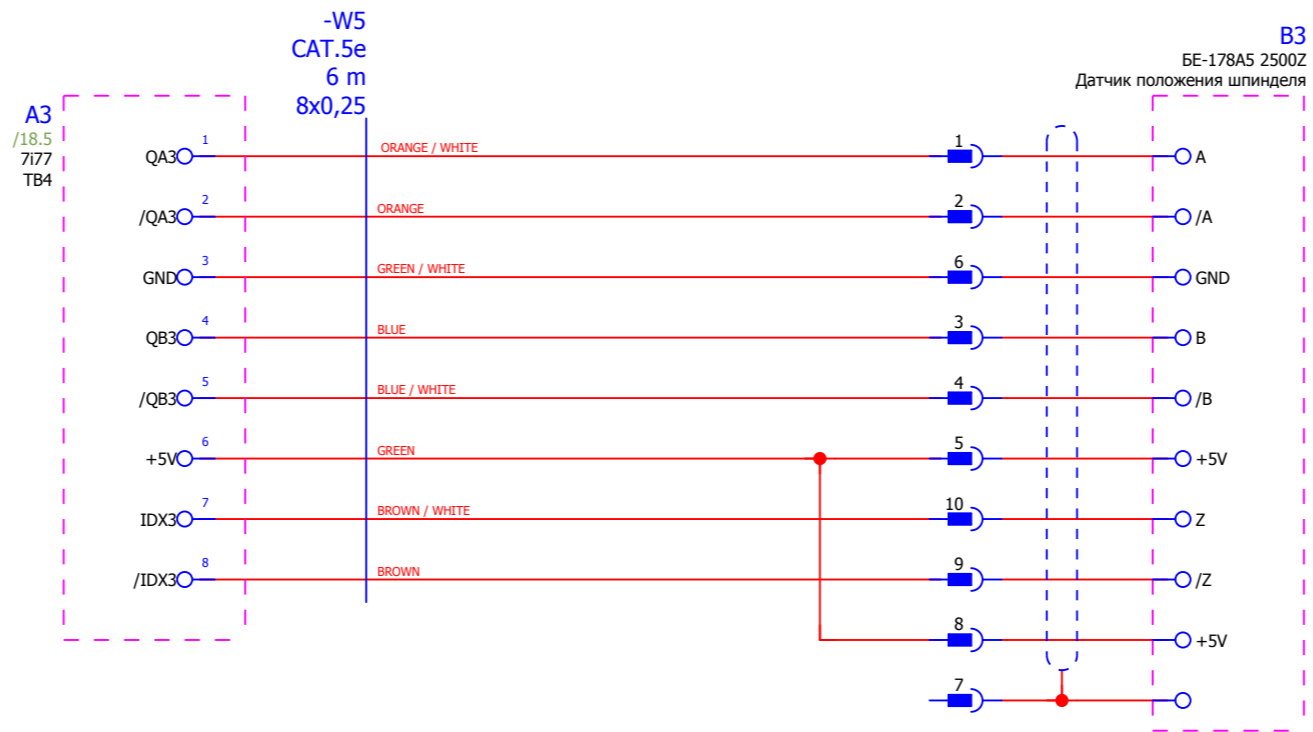 -W5
CAT.5e
6 m
8x0,25
B3
БЕ-178А5 2500Z
Датчик положения шпинделя
A3
/18.5
7i77
TB4
QA3 1 ORANGE / WHITE 1 A
/QA3 2 ORANGE 2 /A
GND 3 GREEN / WHITE 6 GND
QB3 4 BLUE 3 B
/QB3 5 BLUE / WHITE 4 /B
+5V 6 GREEN 5 +5V
IDX3 7 BROWN / WHITE 10 Z
/IDX3 8 BROWN 9 /Z
8 +5V
7